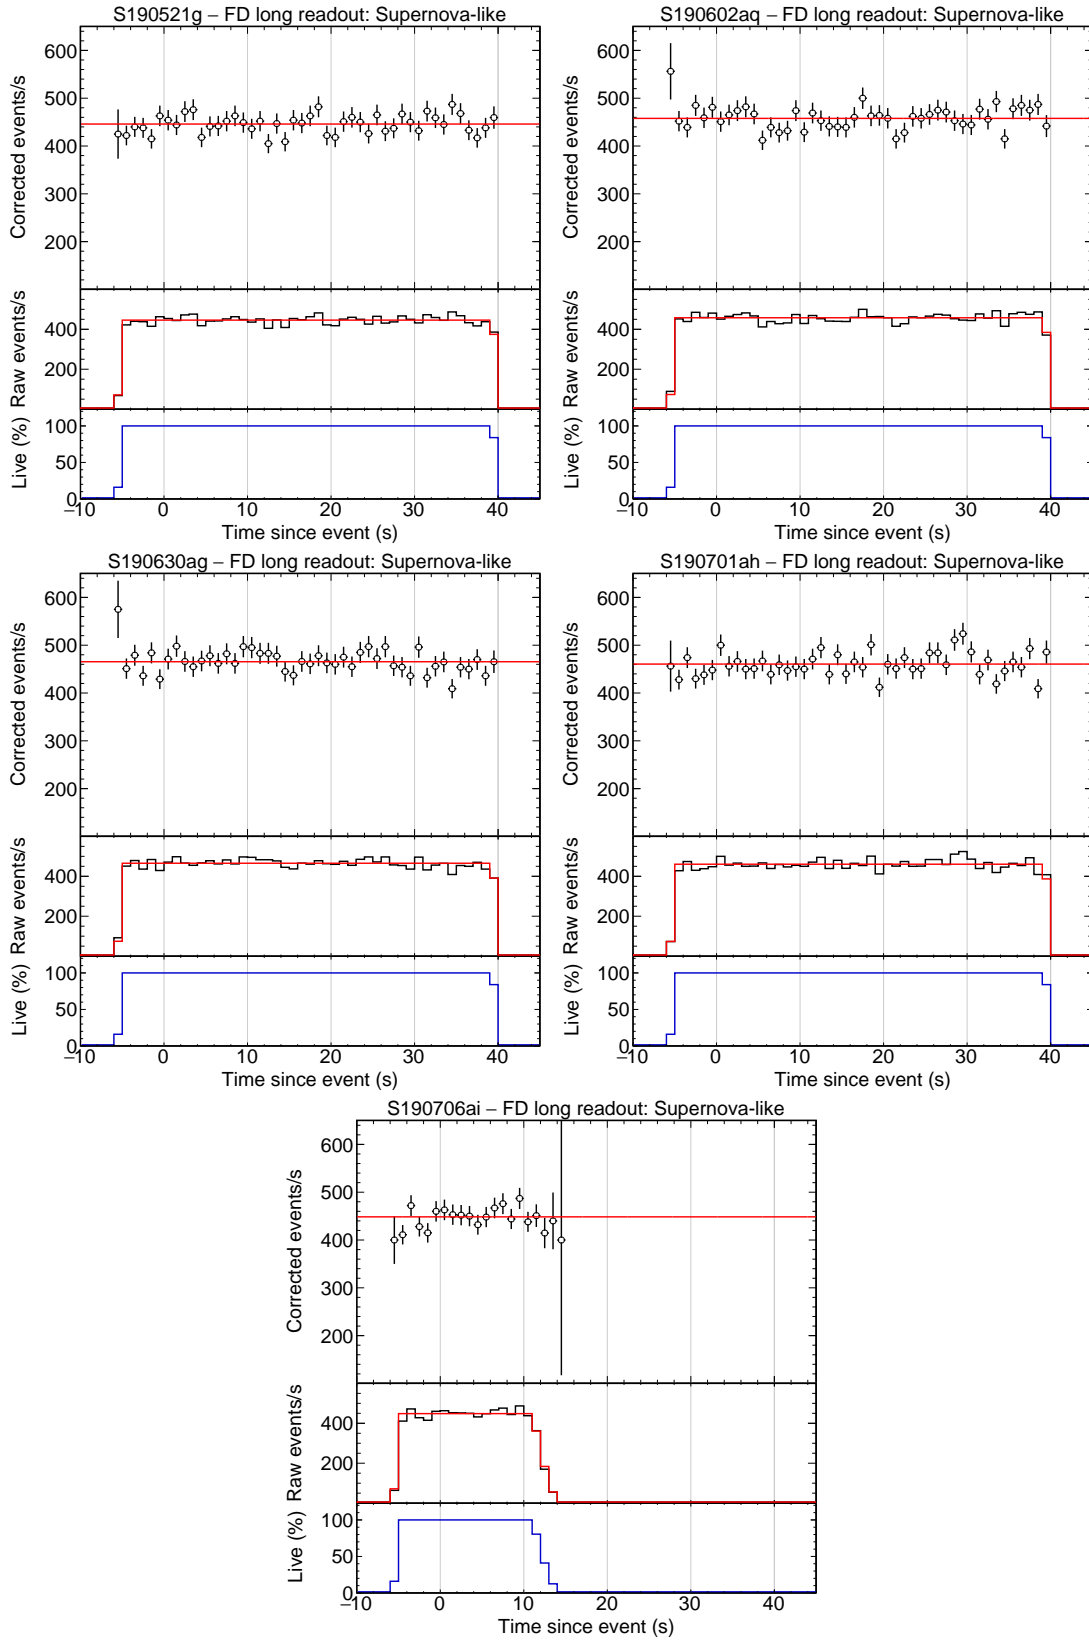 S190521g – FD long readout: Supernova-like
Corrected events/s
600
500
400
300
200
Raw events/s
400
200
Live (%)
100
50
0
−10 0 10 20 30 40
Time since event (s)
S190602aq – FD long readout: Supernova-like
Corrected events/s
600
500
400
300
200
Raw events/s
400
200
Live (%)
100
50
0
−10 0 10 20 30 40
Time since event (s)
S190630ag – FD long readout: Supernova-like
Corrected events/s
600
500
400
300
200
Raw events/s
400
200
Live (%)
100
50
0
−10 0 10 20 30 40
Time since event (s)
S190701ah – FD long readout: Supernova-like
Corrected events/s
600
500
400
300
200
Raw events/s
400
200
Live (%)
100
50
0
−10 0 10 20 30 40
Time since event (s)
S190706ai – FD long readout: Supernova-like
Corrected events/s
600
500
400
300
200
Raw events/s
400
200
Live (%)
100
50
0
−10 0 10 20 30 40
Time since event (s)